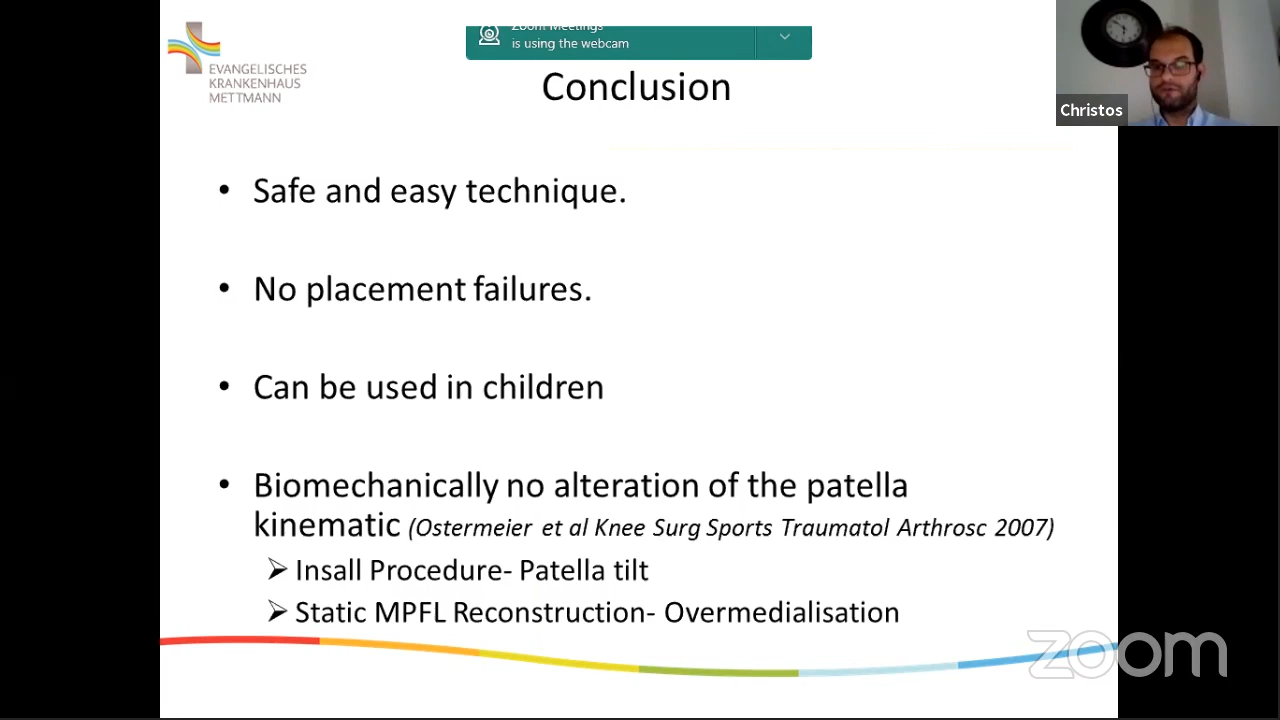 Zoom Meetings
is using the webcam
EVANGELISCHES
KRANKENHAUS
METTMANN
Conclusion
Christos
• Safe and easy technique.
• No placement failures.
• Can be used in children
• Biomechanically no alteration of the patella
kinematic (Ostermeier et al Knee Surg Sports Traumatol Arthrosc 2007)
➢ Insall Procedure- Patella tilt
➢ Static MPFL Reconstruction- Overmedialisation
zoom